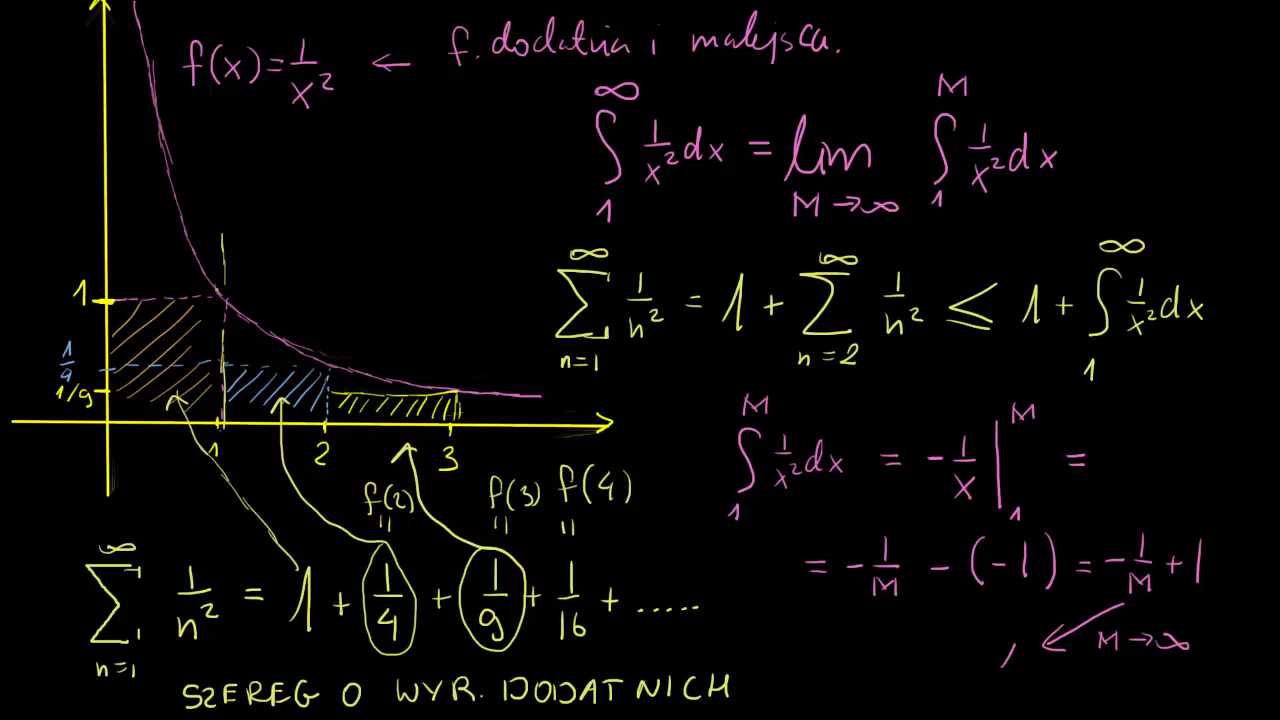 f(x) = 1/x² ← f. dodatnia i malejsca.
∫₁^∞ 1/x² dx = lim_{M→∞} ∫₁^M 1/x² dx
∑_{n=1}^∞ 1/n² = 1 + ∑_{n=2}^∞ 1/n² ≤ 1 + ∫₁^∞ 1/x² dx
1
1/4
1/9
1 2 3
∫₁^M 1/x² dx = -1/x |₁^M =
= -1/M - (-1) = -1/M + 1
M→∞
f(2) f(3) f(4)
= = =
∑_{n=1}^∞ 1/n² = 1 + 1/4 + 1/9 + 1/16 + .....
SZEREG O WYR. DODATNICH